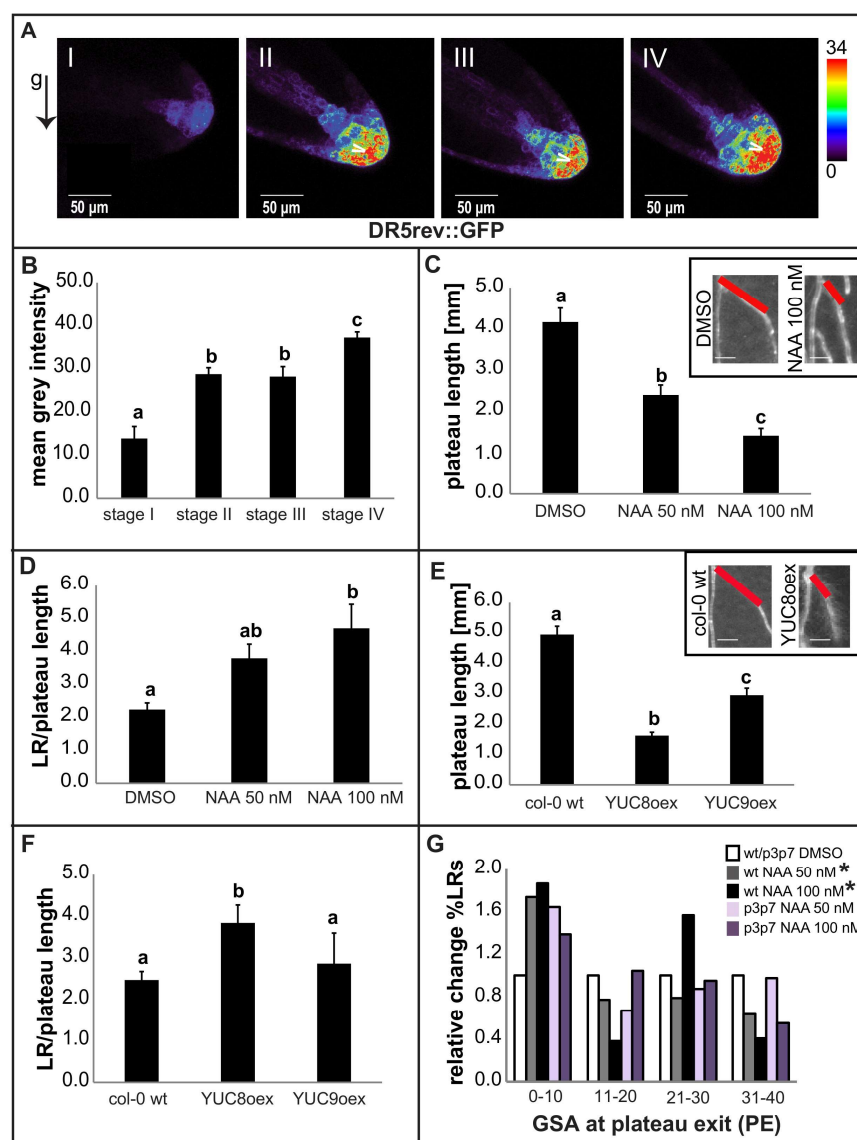 A
g
I
II
III
IV
34
0
50 µm
50 µm
50 µm
50 µm
DR5rev::GFP
B
mean grey intensity
50.0
40.0
30.0
20.0
10.0
0.0
a
b
b
c
stage I
stage II
stage III
stage IV
C
plateau length [mm]
5.0
4.0
3.0
2.0
1.0
0.0
a
b
c
DMSO
NAA 50 nM
NAA 100 nM
DMSO
NAA 100 nM
D
LR/plateau length
6.0
5.0
4.0
3.0
2.0
1.0
0.0
a
ab
b
DMSO
NAA 50 nM
NAA 100 nM
E
plateau length [mm]
6.0
5.0
4.0
3.0
2.0
1.0
0.0
a
b
c
col-0 wt
YUC8oex
YUC9oex
col-0 wt
YUC8oex
F
LR/plateau length
5.0
4.0
3.0
2.0
1.0
0.0
a
b
a
col-0 wt
YUC8oex
YUC9oex
G
relative change %LRs
2.0
1.6
1.2
0.8
0.4
0.0
wt/p3p7 DMSO
wt NAA 50 nM*
wt NAA 100 nM*
p3p7 NAA 50 nM
p3p7 NAA 100 nM
0-10
11-20
21-30
31-40
GSA at plateau exit (PE)